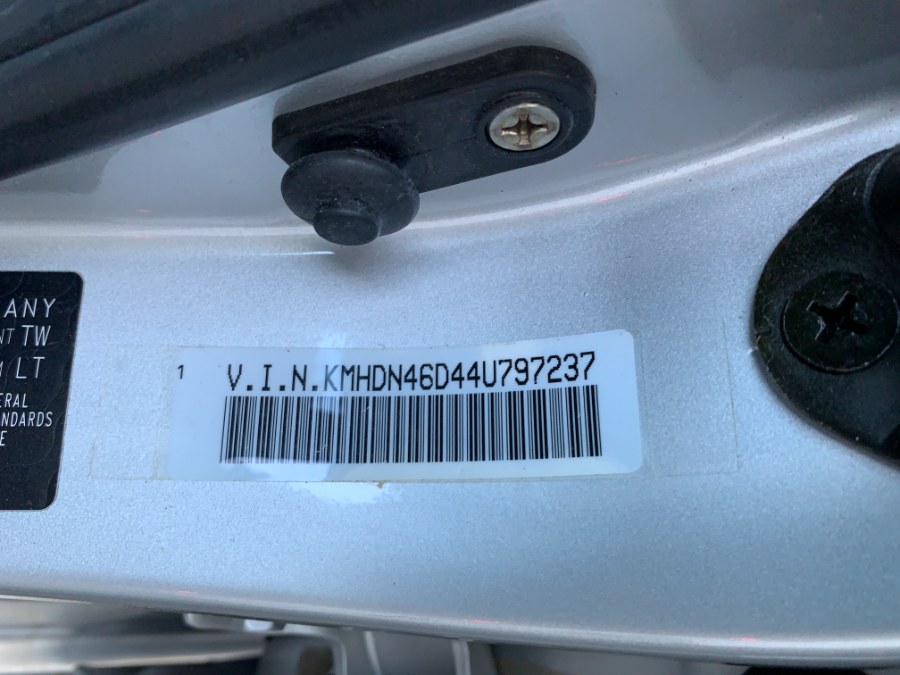 ANY
NT TW
LT
ERAL
NDARDS
E
1 V.I.N.KMHDN46D44U797237